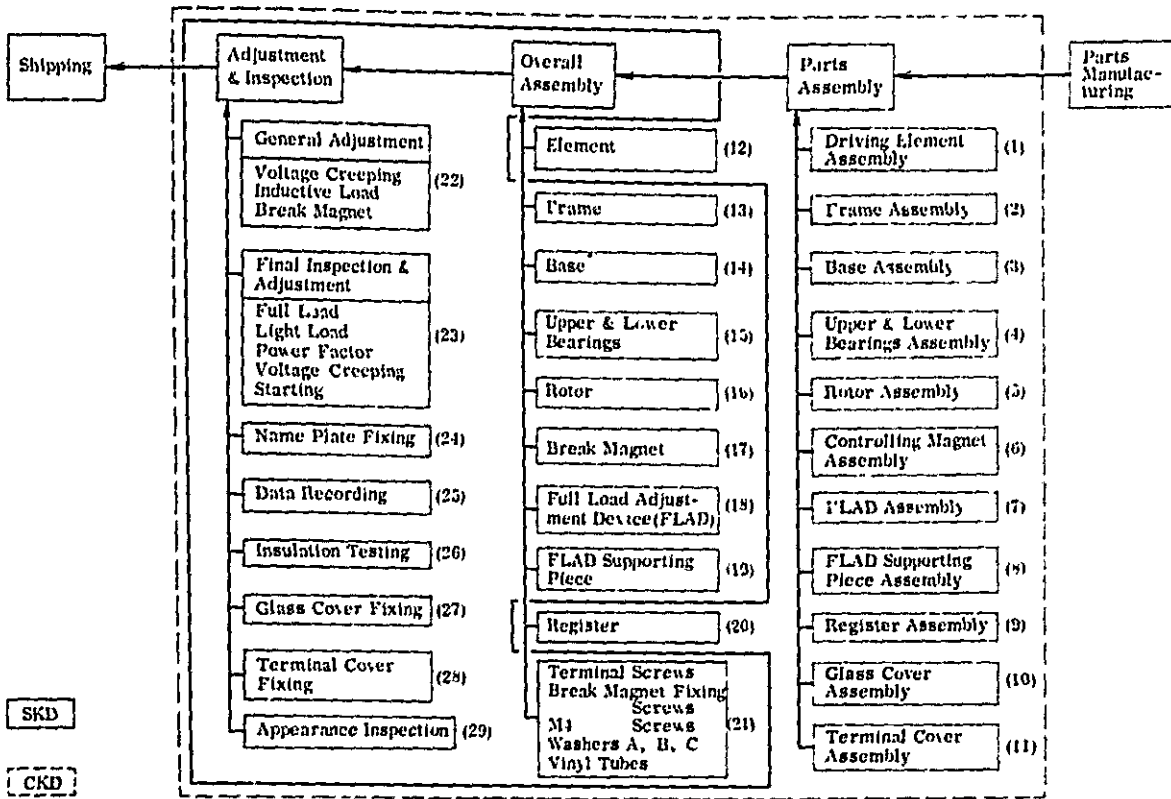 Shipping
Adjustment
& Inspection
Overall
Assembly
Parts
Assembly
Parts
Manufac-
turing
General Adjustment
Voltage Creeping
Inductive Load
Break Magnet
(22)
Final Inspection &
Adjustment
Full Load
Light Load
Power Factor
Voltage Creeping
Starting
(23)
Name Plate Fixing
(24)
Data Recording
(25)
Insulation Testing
(26)
Glass Cover Fixing
(27)
Terminal Cover
Fixing
(28)
Appearance Inspection
(29)
Element
(12)
Frame
(13)
Base
(14)
Upper & Lower
Bearings
(15)
Rotor
(16)
Break Magnet
(17)
Full Load Adjust-
ment Device(FLAD)
(18)
FLAD Supporting
Piece
(19)
Register
(20)
Terminal Screws
Break Magnet Fixing
Screws
M4 Screws
Washers A, B, C
Vinyl Tubes
(21)
Driving Element
Assembly
(1)
Frame Assembly
(2)
Base Assembly
(3)
Upper & Lower
Bearings Assembly
(4)
Rotor Assembly
(5)
Controlling Magnet
Assembly
(6)
FLAD Assembly
(7)
FLAD Supporting
Piece Assembly
(8)
Register Assembly
(9)
Glass Cover
Assembly
(10)
Terminal Cover
Assembly
(11)
SKD
CKD